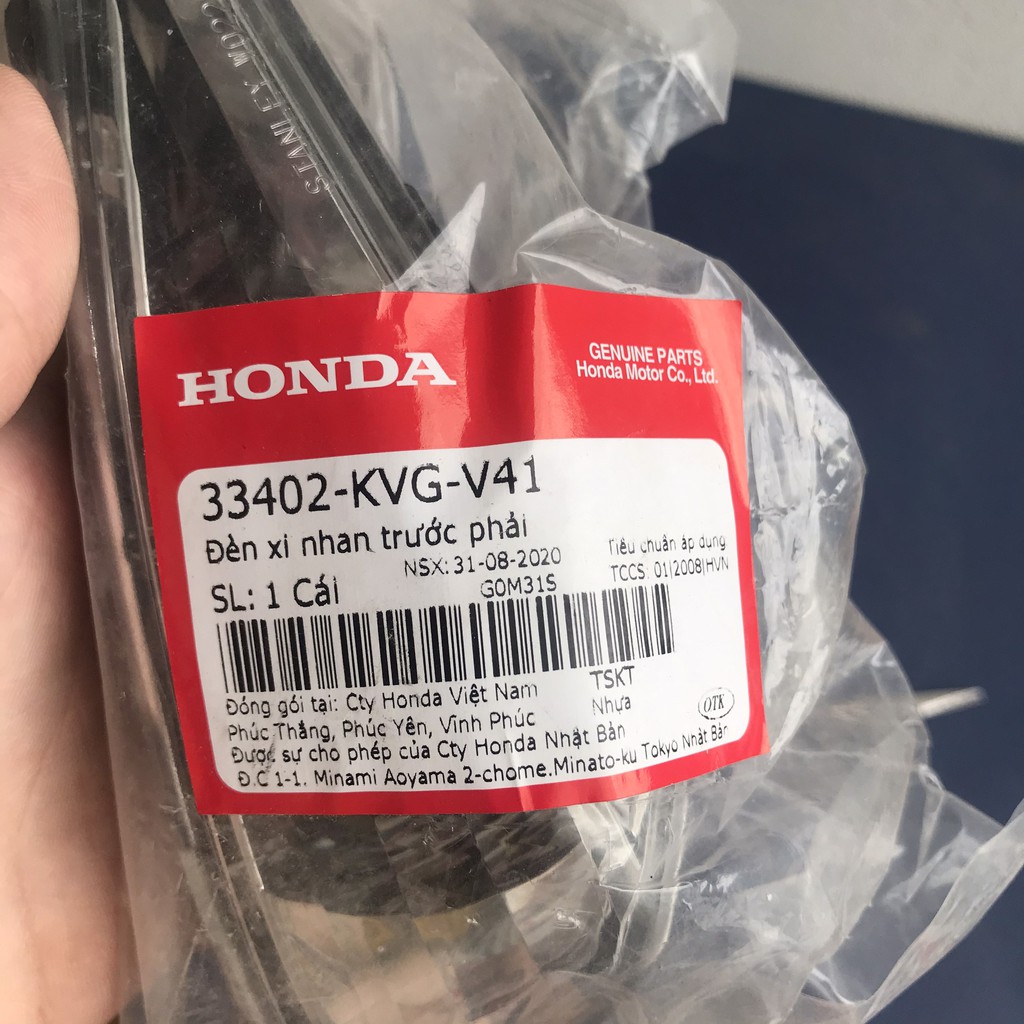 STANLEY W022
HONDA
GENUINE PARTS
Honda Motor Co., Ltd.
33402-KVG-V41
Đèn xi nhan trước phải
NSX: 31-08-2020
Tiêu chuẩn áp dụng
SL: 1 Cái
G0M31S
TCCS: 01|2008|HVN
Đóng gói tại: Cty Honda Việt Nam
TSKT
Phúc Thắng, Phúc Yên, Vĩnh Phúc
Nhựa
OTK
Được sự cho phép của Cty Honda Nhật Bản
Đ.C 1-1. Minami Aoyama 2-chome.Minato-ku Tokyo Nhật Bản